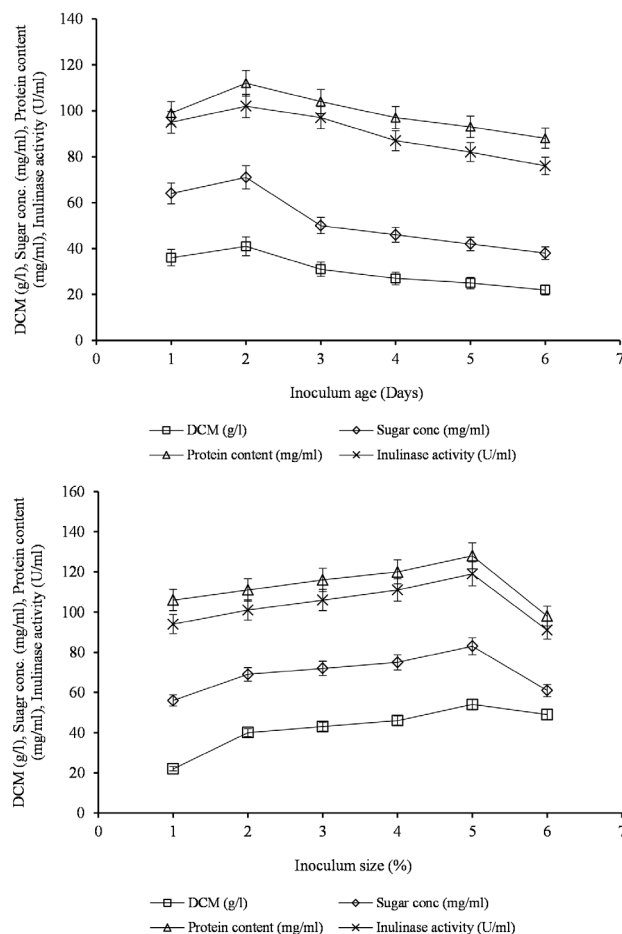 DCM (g/l), Sugar conc. (mg/ml), Protein content
(mg/ml), Inulinase activity (U/ml)
140
120
100
80
60
40
20
0
0 1 2 3 4 5 6 7
Inoculum age (Days)
DCM (g/l) Sugar conc (mg/ml)
Protein content (mg/ml) Inulinase activity (U/ml)
DCM (g/l), Suagr conc. (mg/ml), Protein content
(mg/ml), Inulinase activity (U/ml)
160
140
120
100
80
60
40
20
0
0 1 2 3 4 5 6 7
Inoculum size (%)
DCM (g/l) Sugar conc (mg/ml)
Protein content (mg/ml) Inulinase activity (U/ml)